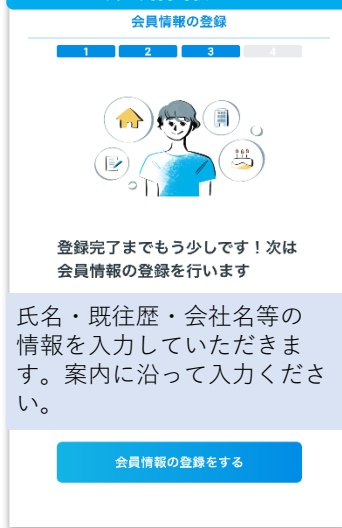 会員情報の登録
1 2 3 4
登録完了までもう少しです！次は
会員情報の登録を行います
氏名・既往歴・会社名等の
情報を入力していただきま
す。案内に沿って入力くださ
い。
会員情報の登録をする